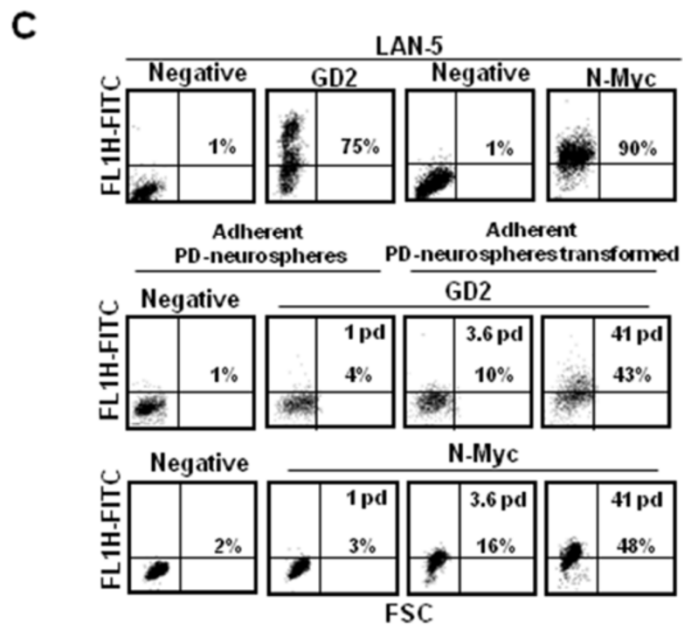 C
LAN-5
Negative GD2 Negative N-Myc
FL1H-FITC
1% 75% 1% 90%
Adherent Adherent
PD-neurospheres PD-neurospheres transformed
Negative GD2
FL1H-FITC
1 pd 3.6 pd 41 pd
1% 4% 10% 43%
Negative N-Myc
FL1H-FITC
1 pd 3.6 pd 41 pd
2% 3% 16% 48%
FSC